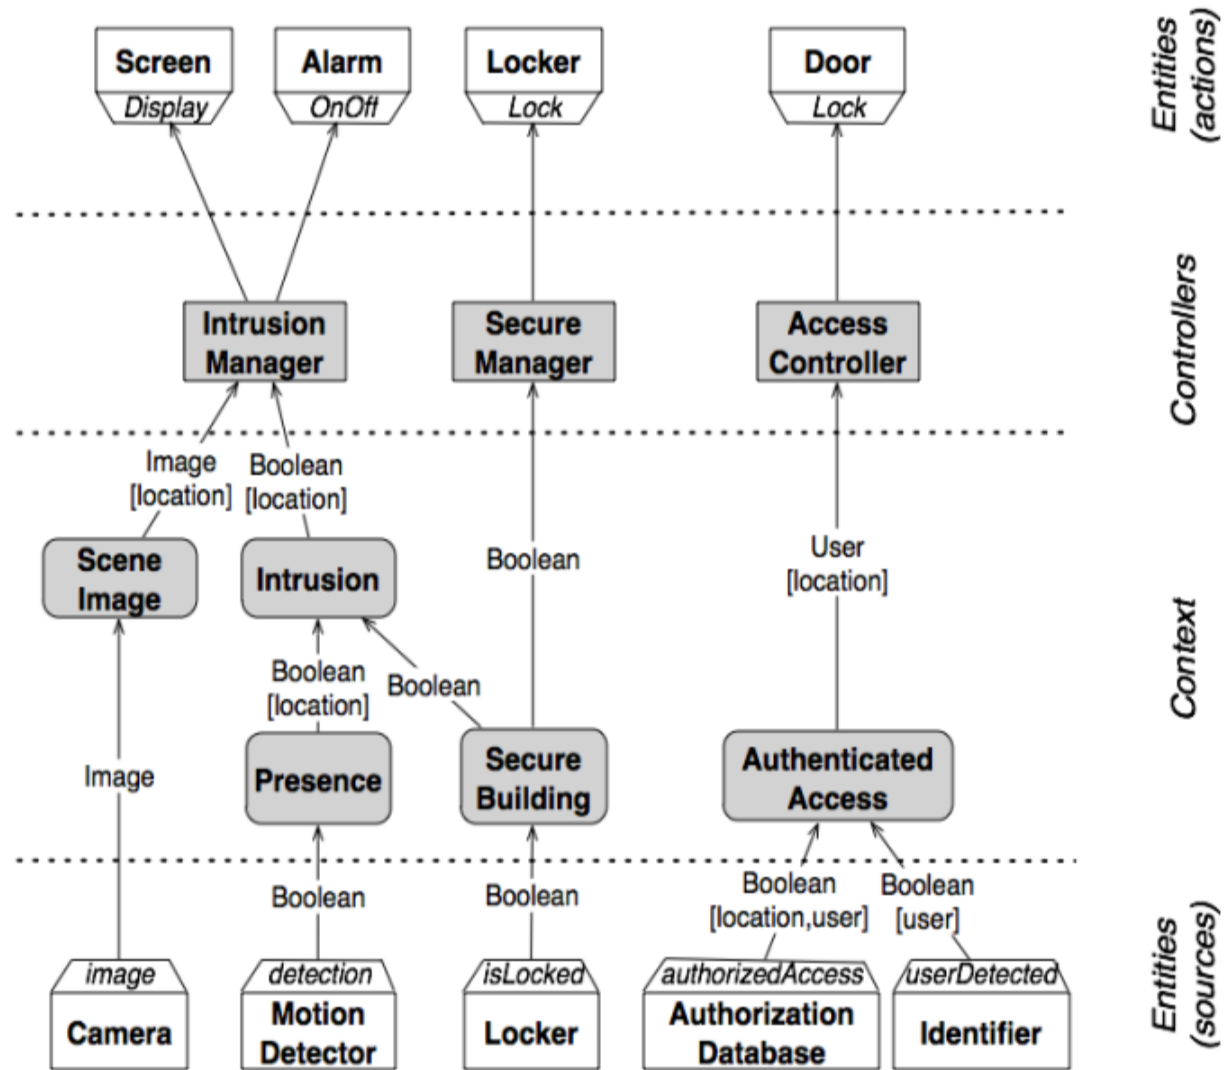 Screen
Display
Alarm
OnOff
Locker
Lock
Door
Lock
Entities
(actions)
Intrusion
Manager
Secure
Manager
Access
Controller
Controllers
Image
[location]
Boolean
[location]
Scene
Image
Intrusion
Boolean
User
[location]
Boolean
[location]
Boolean
Context
Image
Presence
Secure
Building
Authenticated
Access
Boolean
Boolean
Boolean
[location,user]
Boolean
[user]
image
Camera
detection
Motion
Detector
isLocked
Locker
authorizedAccess
Authorization
Database
userDetected
Identifier
Entities
(sources)